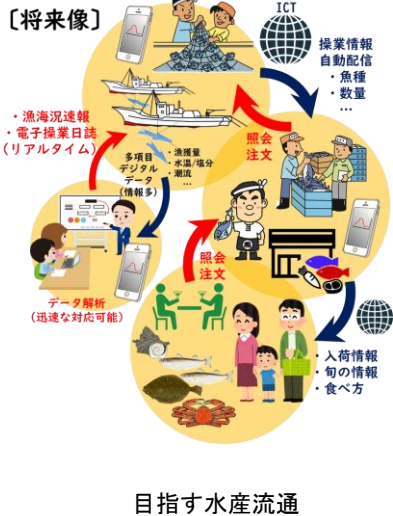 〔将来像〕
ICT
操業情報
自動配信
・魚種
・数量
…
・漁海況速報
・電子操業日誌
(リアルタイム)
多項目
デジタル
データ
(情報多)
・漁獲量
・水温/塩分
・潮流
…
照会
注文
データ解析
(迅速な対応可能)
照会
注文
・入荷情報
・旬の情報
・食べ方
目指す水産流通